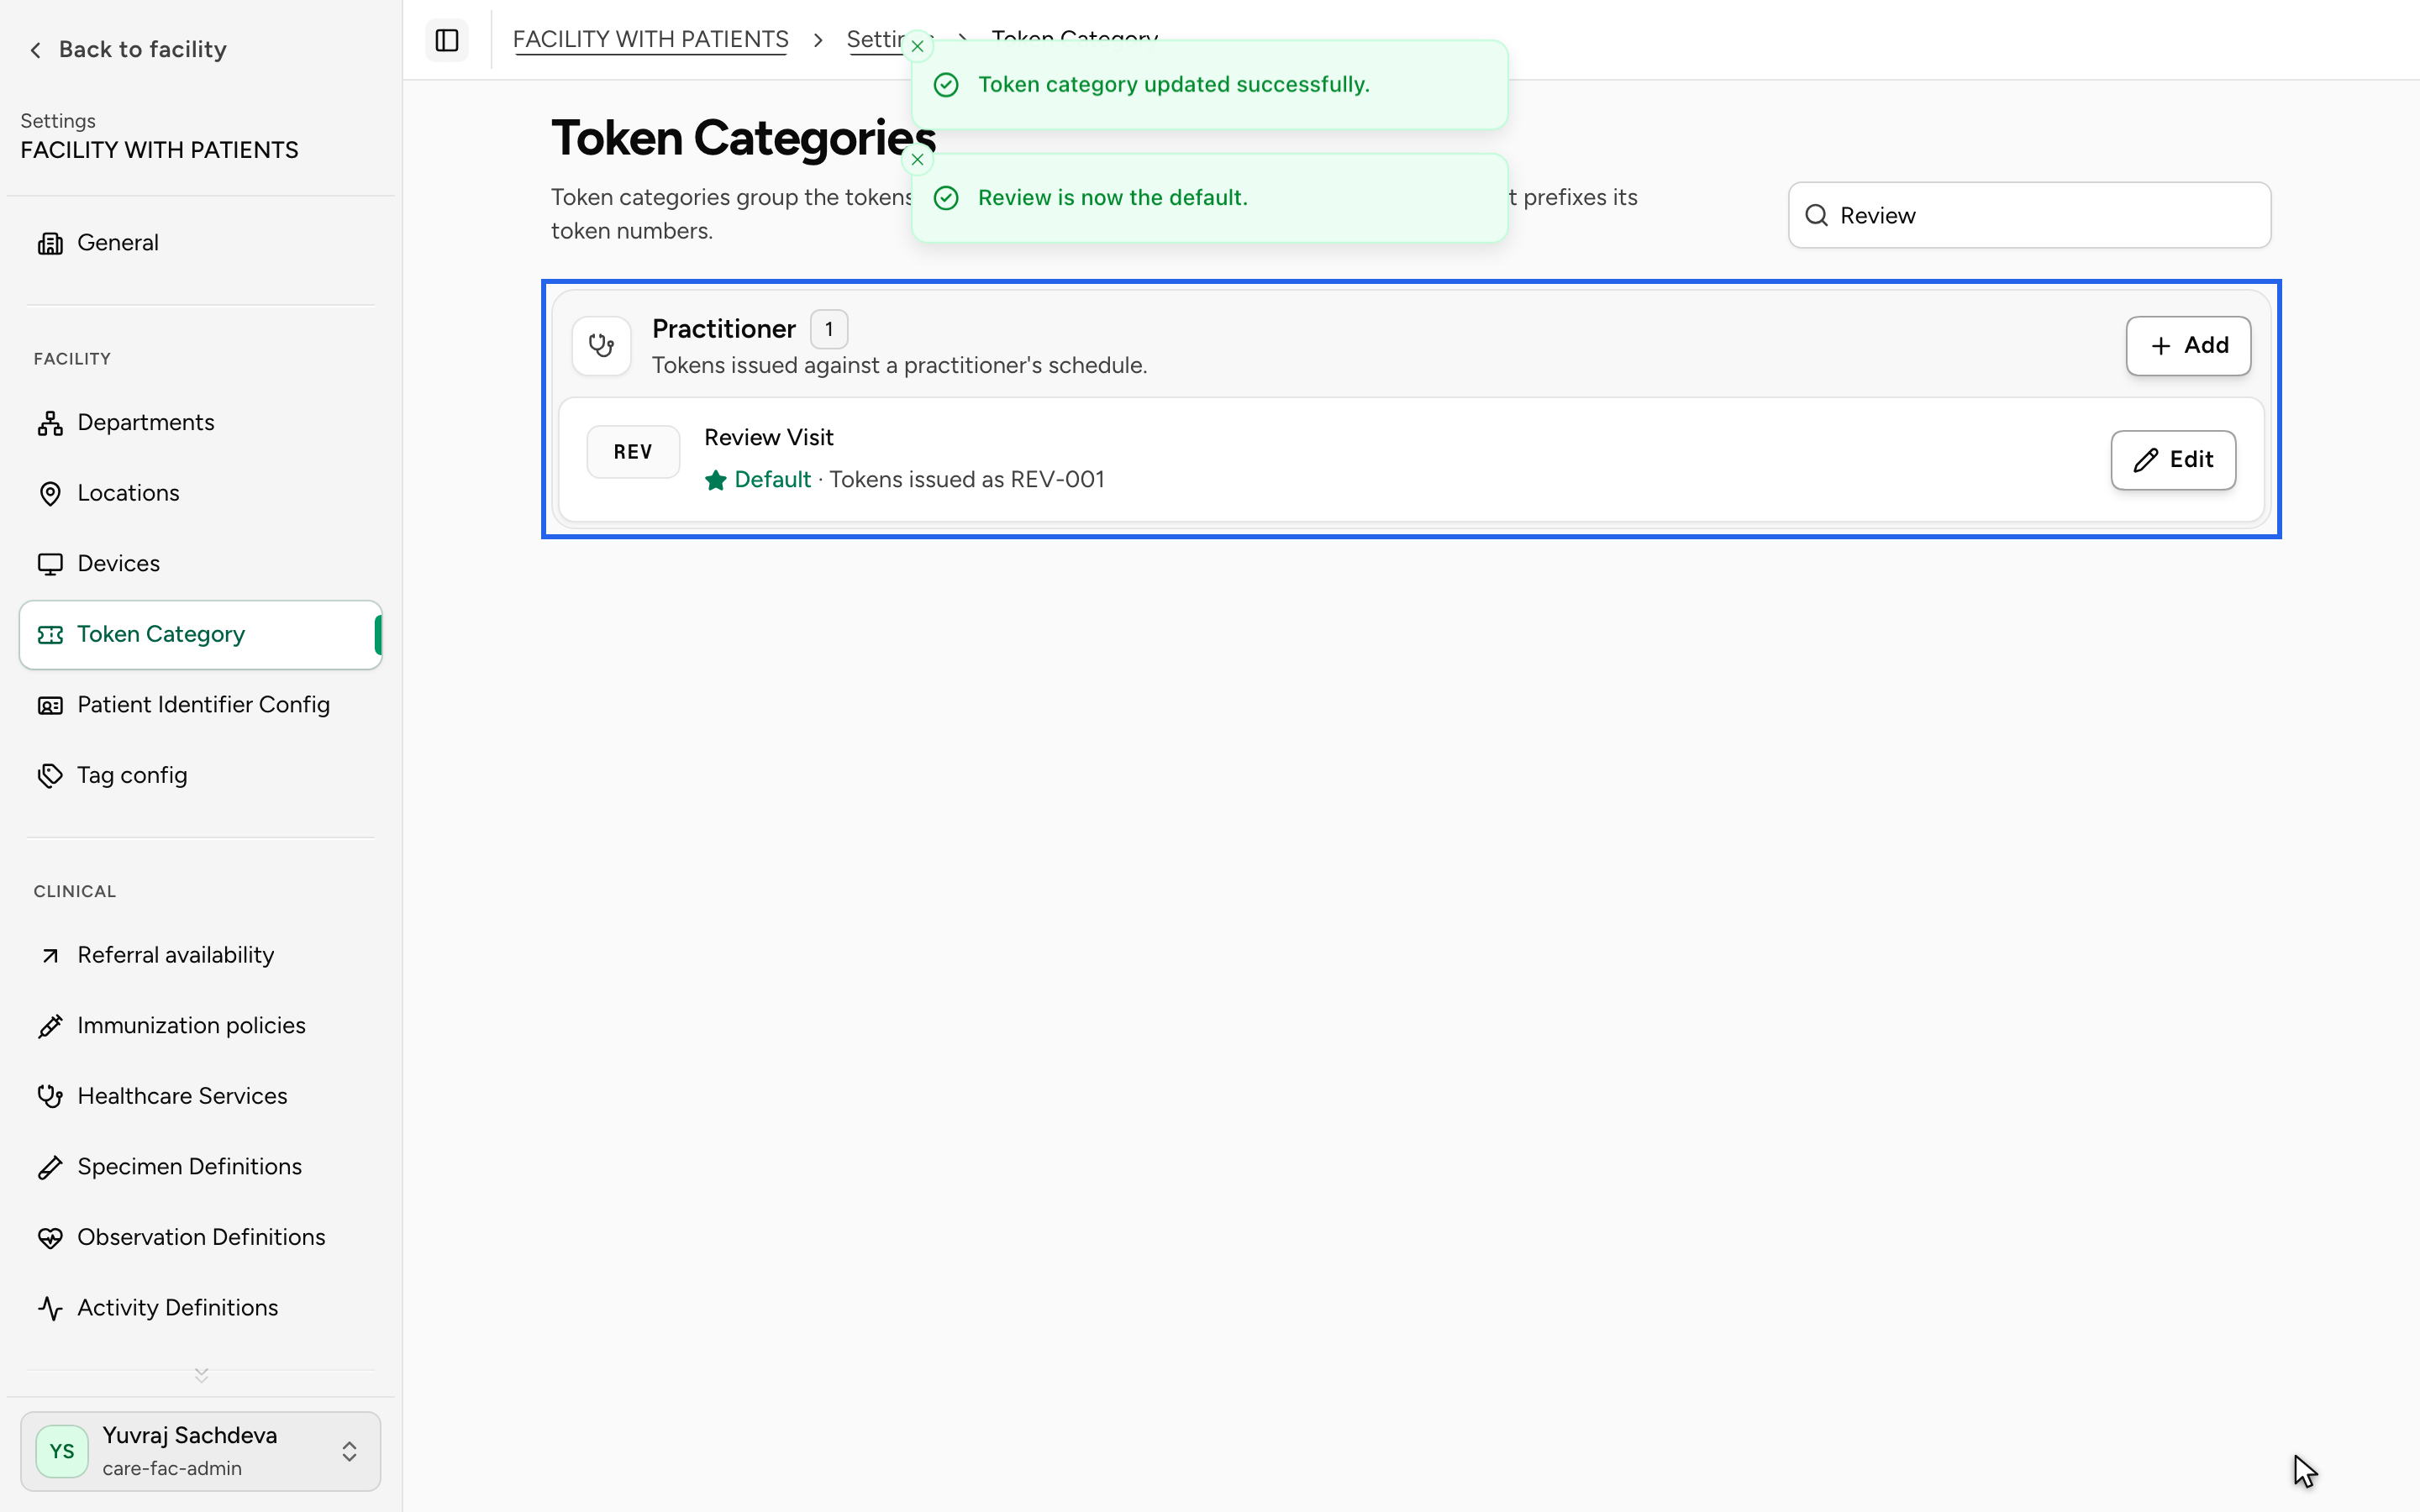 Back to facility
Settings
FACILITY WITH PATIENTS
General
FACILITY
Departments
Locations
Devices
Token Category
Patient Identifier Config
Tag config
CLINICAL
Referral availability
Immunization policies
Healthcare Services
Specimen Definitions
Observation Definitions
Activity Definitions
YS
Yuvraj Sachdeva
care-fac-admin
FACILITY WITH PATIENTS > Settings > Token Category
Token category updated successfully.
Review is now the default.
Token Categories
Token categories group the tokens t prefixes its
token numbers.
Review
Practitioner 1
Tokens issued against a practitioner's schedule.
Add
REV
Review Visit
Default · Tokens issued as REV-001
Edit